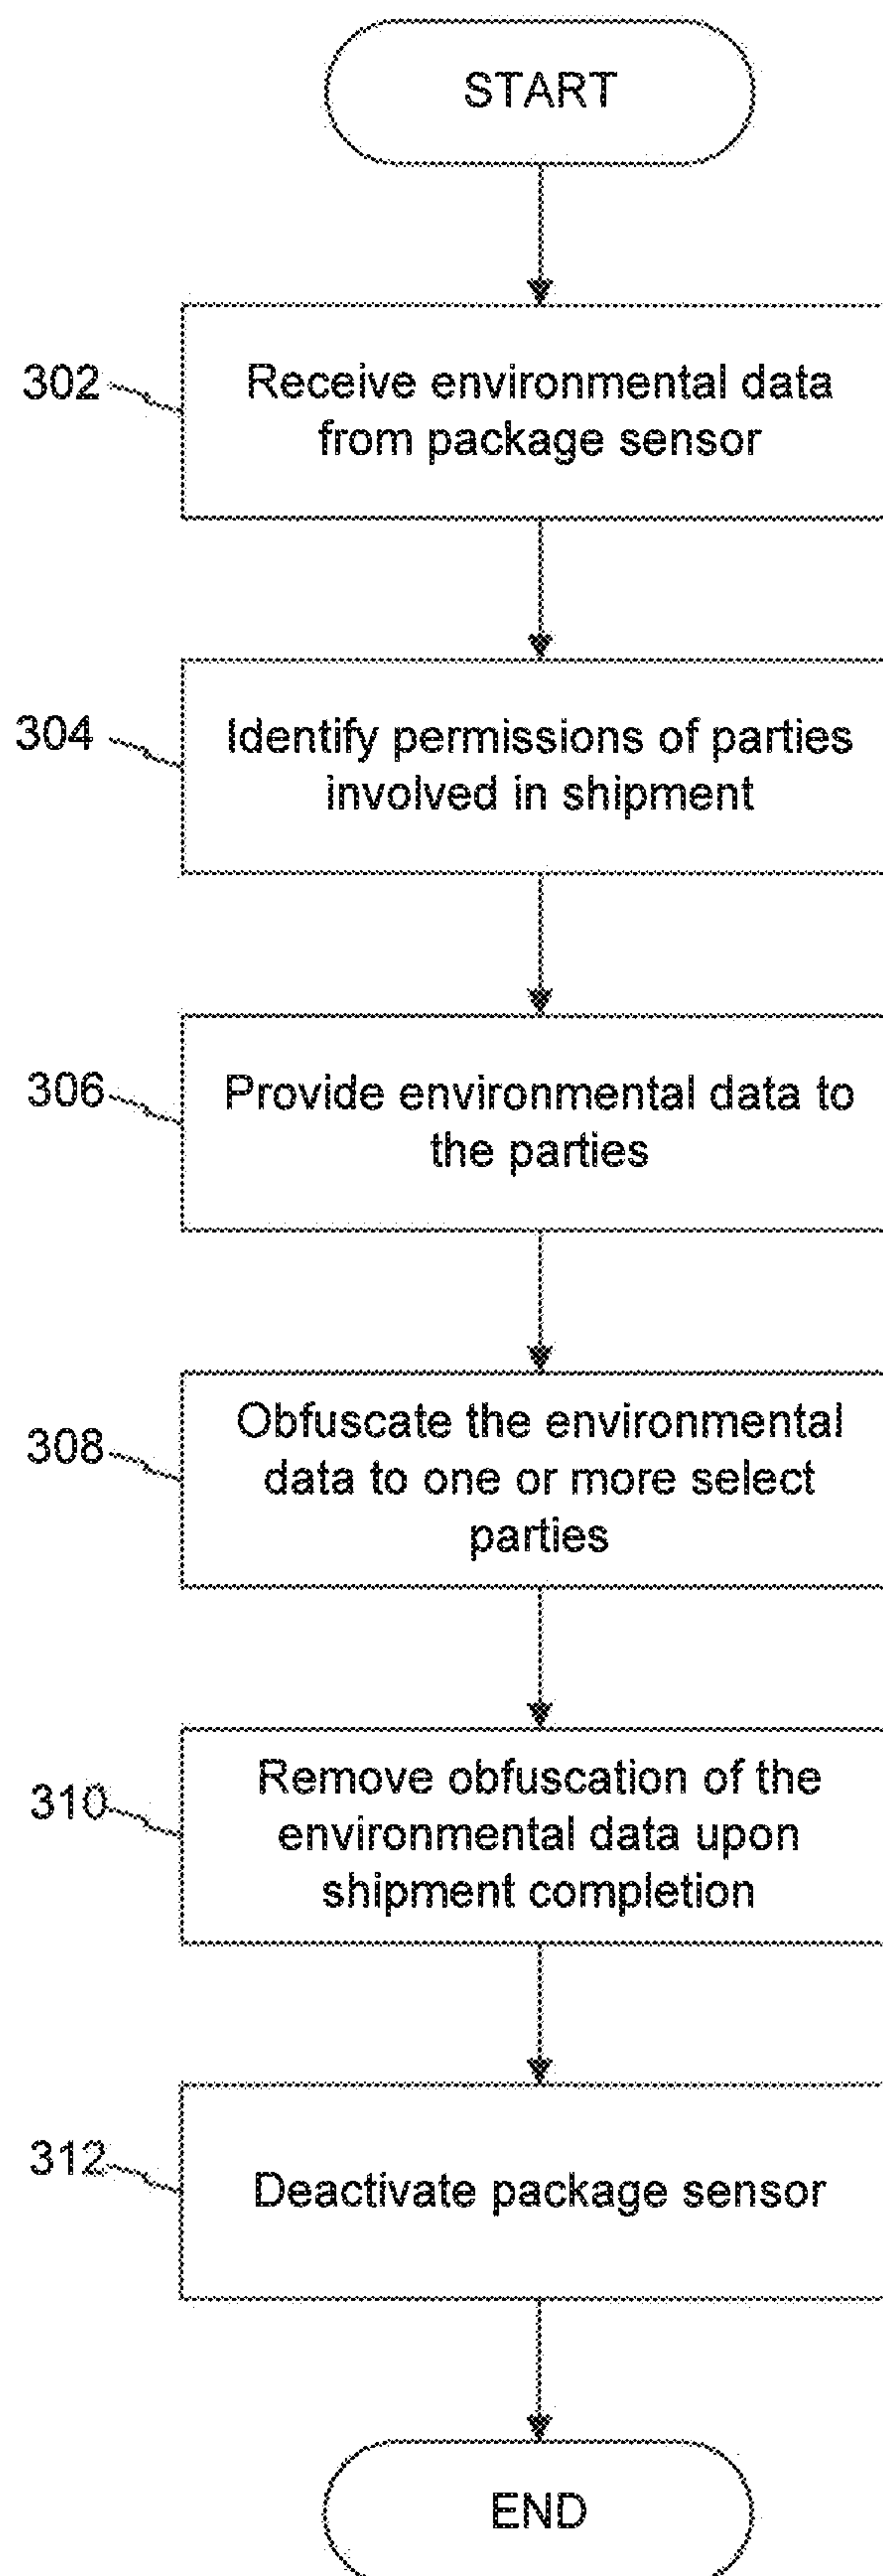 START
302
Receive environmental data
from package sensor
304
Identify permissions of parties
involved in shipment
306
Provide environmental data to
the parties
308
Obfuscate the environmental
data to one or more select
parties
310
Remove obfuscation of the
environmental data upon
shipment completion
312
Deactivate package sensor
END